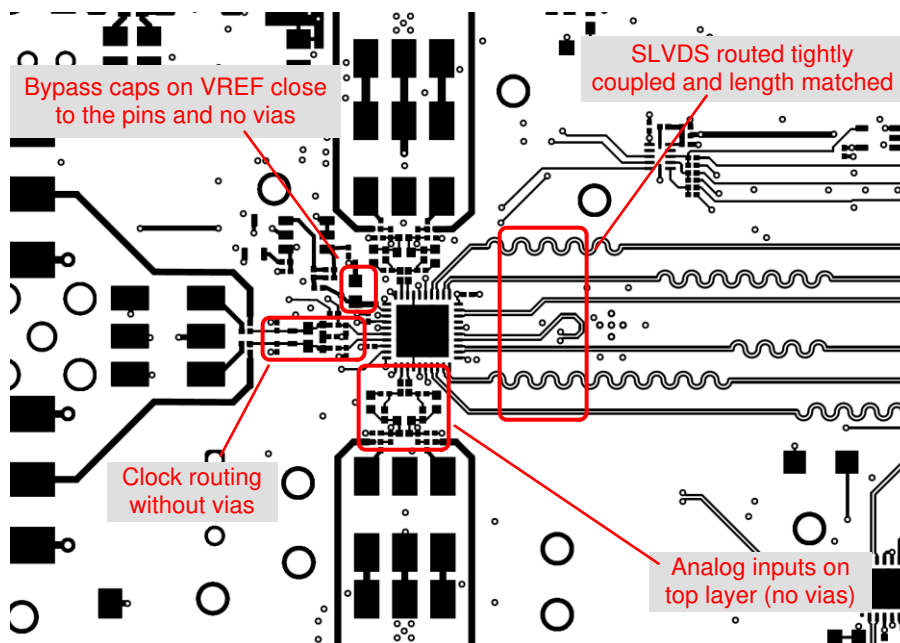 Bypass caps on VREF close
to the pins and no vias
SLVDS routed tightly
coupled and length matched
Clock routing
without vias
Analog inputs on
top layer (no vias)